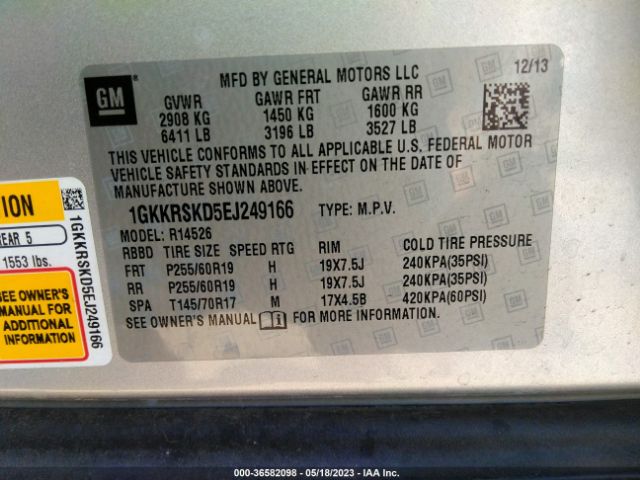 MFD BY GENERAL MOTORS LLC 12/13
GM
GVWR GAWR FRT GAWR RR
2908 KG 1450 KG 1600 KG
6411 LB 3196 LB 3527 LB
THIS VEHICLE CONFORMS TO ALL APPLICABLE U.S. FEDERAL MOTOR
VEHICLE SAFETY STANDARDS IN EFFECT ON THE DATE OF
MANUFACTURE SHOWN ABOVE.
1GKKRSKD5EJ249166 TYPE: M.P.V.
MODEL: R14526
RBBD TIRE SIZE SPEED RTG RIM COLD TIRE PRESSURE
FRT P255/60R19 H 19X7.5J 240KPA(35PSI)
RR P255/60R19 H 19X7.5J 240KPA(35PSI)
SPA T145/70R17 M 17X4.5B 420KPA(60PSI)
SEE OWNER'S MANUAL FOR MORE INFORMATION.
REAR 5
1553 lbs.
SEE OWNER'S
MANUAL FOR
ADDITIONAL
INFORMATION
1GKKRSKD5EJ249166
000-36582098 - 05/18/2023 - IAA Inc.